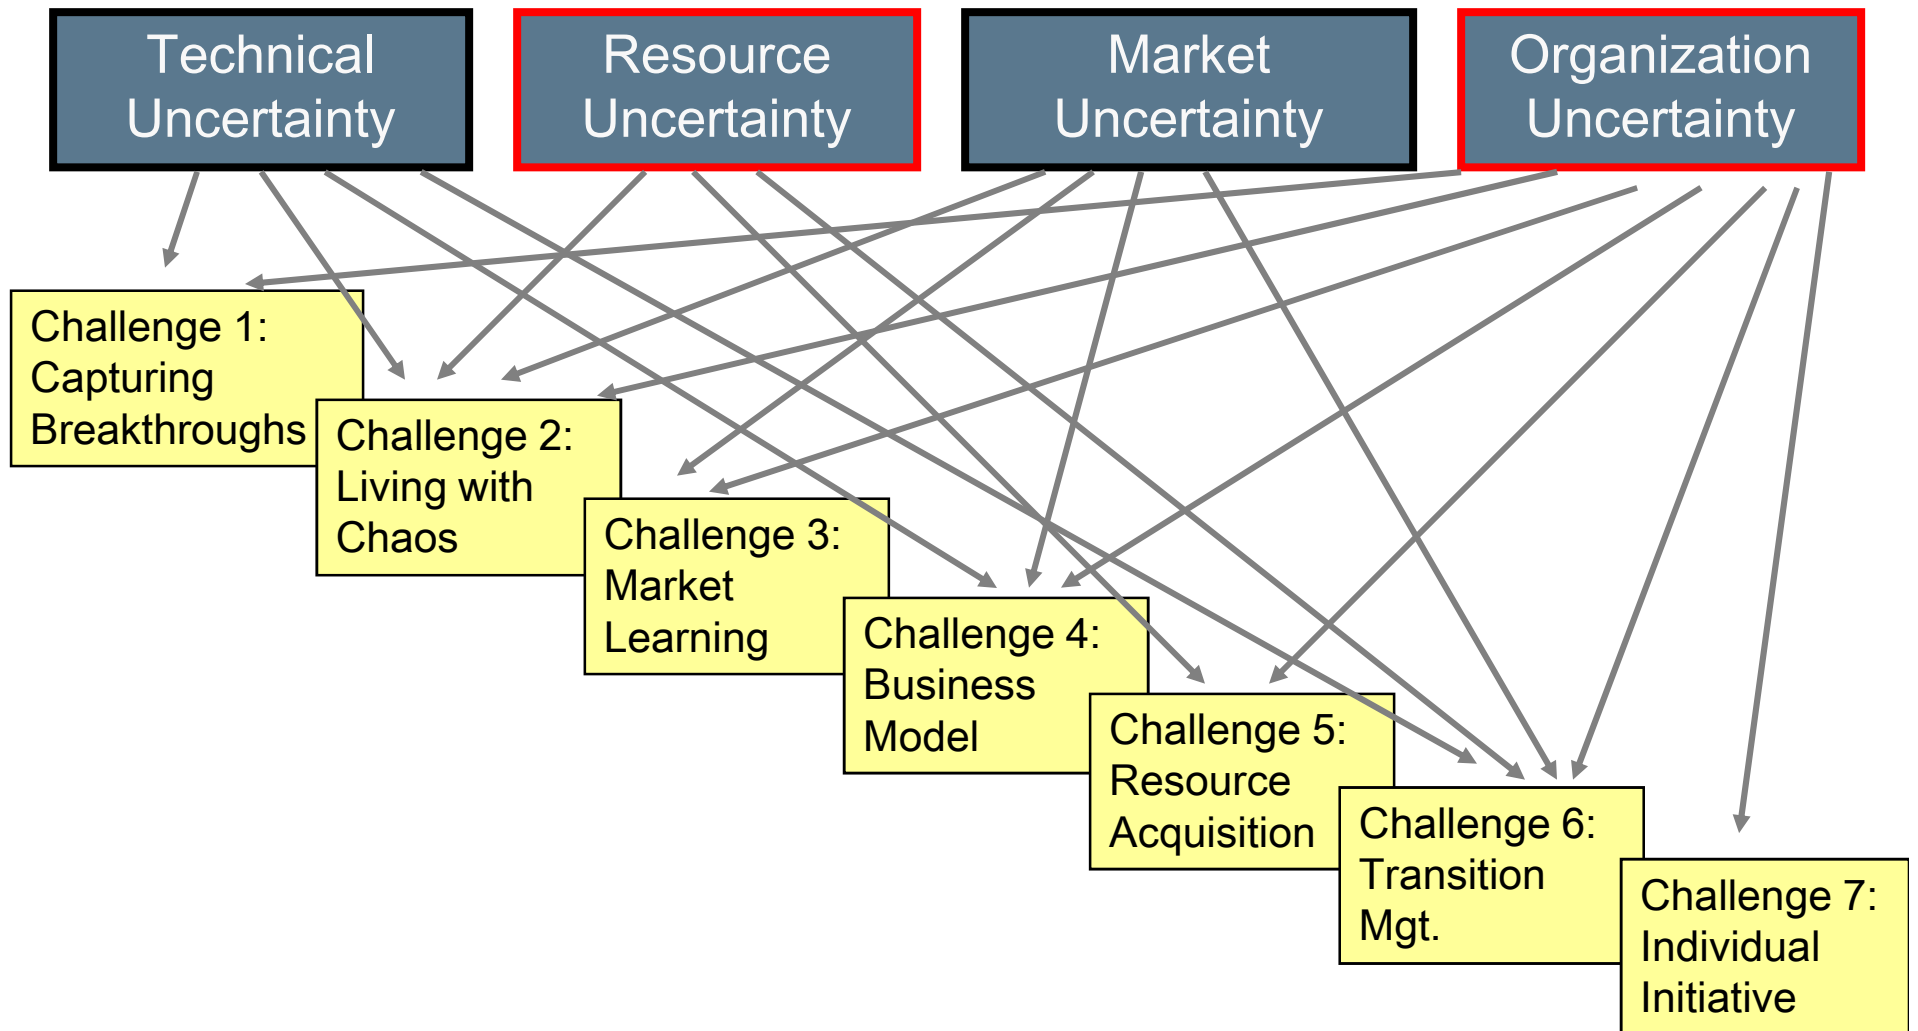 Technical
Uncertainty
Resource
Uncertainty
Market
Uncertainty
Organization
Uncertainty
Challenge 1:
Capturing
Breakthroughs
Challenge 2:
Living with
Chaos
Challenge 3:
Market
Learning
Challenge 4:
Business
Model
Challenge 5:
Resource
Acquisition
Challenge 6:
Transition
Mgt.
Challenge 7:
Individual
Initiative